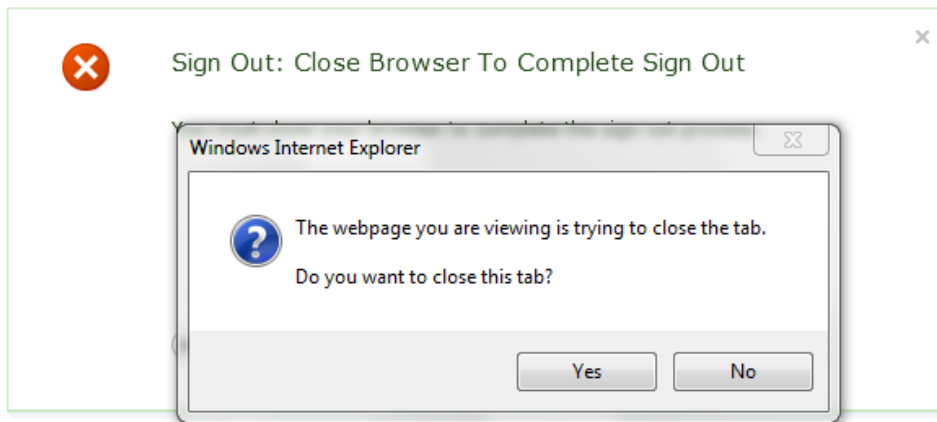 Sign Out: Close Browser To Complete Sign Out
Windows Internet Explorer
The webpage you are viewing is trying to close the tab.
Do you want to close this tab?
Yes
No